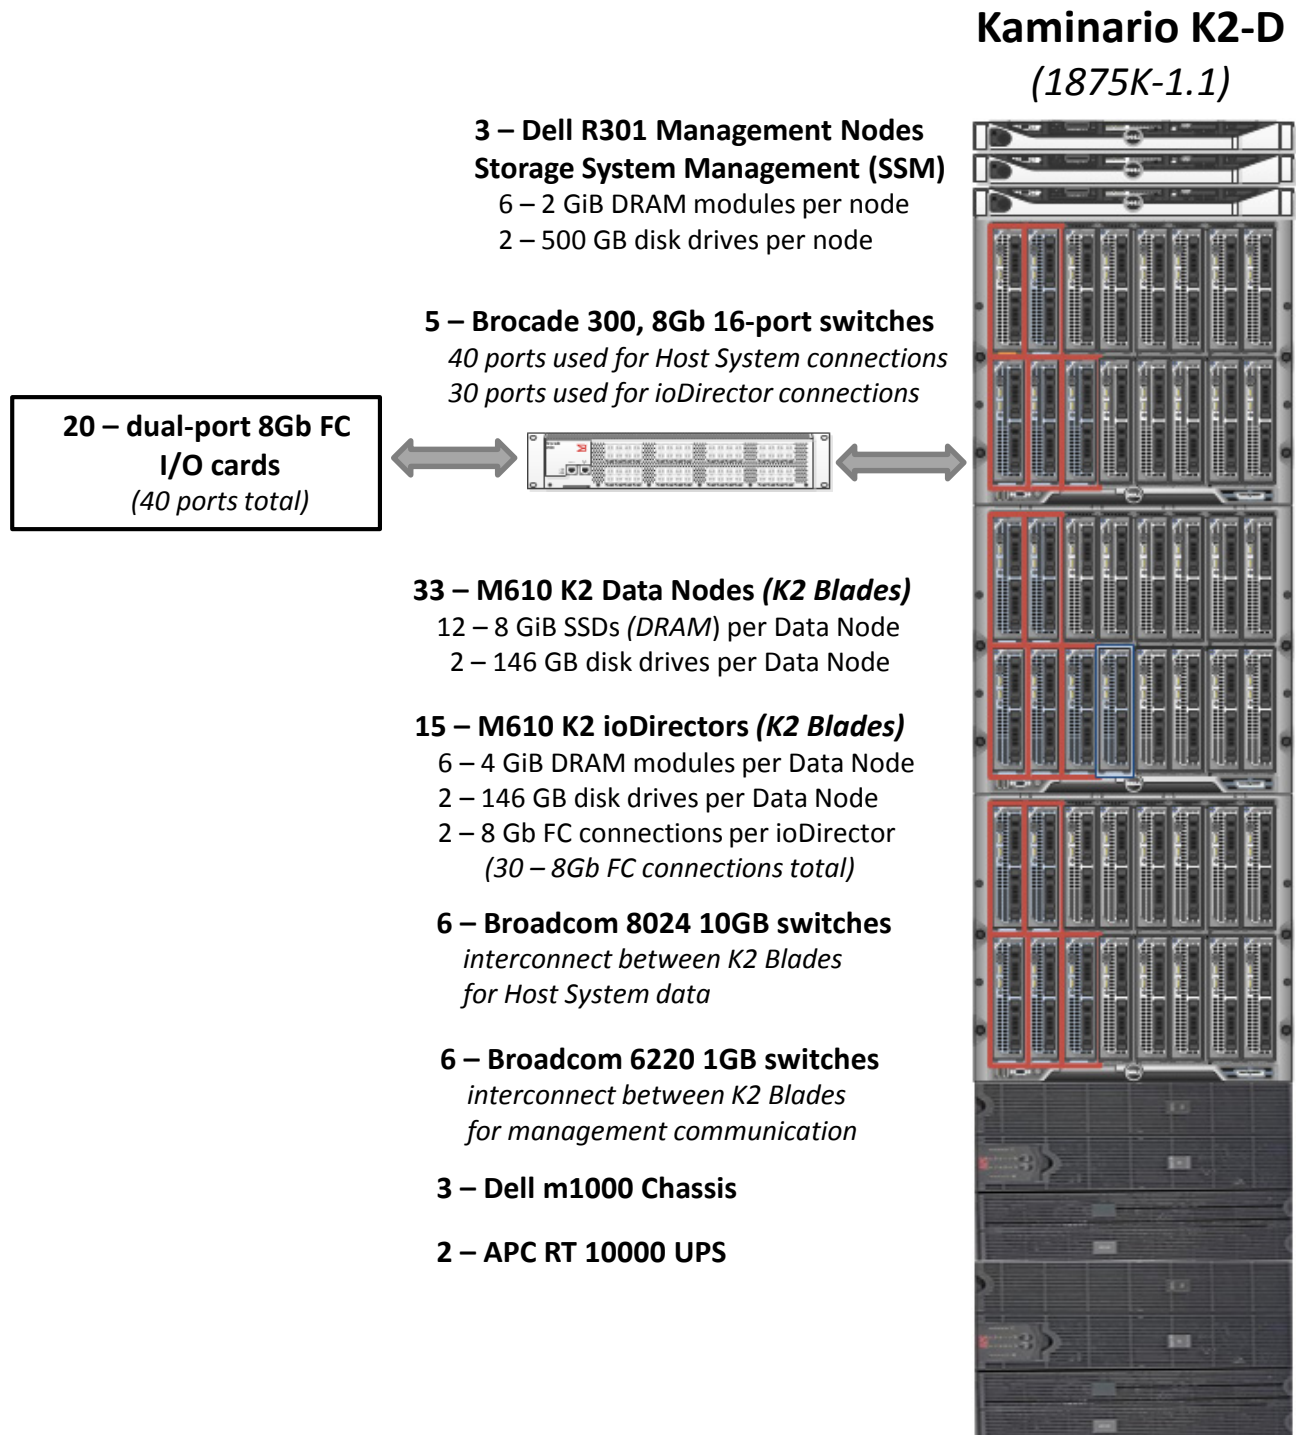 Kaminario K2-D
(1875K-1.1)
3 – Dell R301 Management Nodes
Storage System Management (SSM)
6 – 2 GiB DRAM modules per node
2 – 500 GB disk drives per node
5 – Brocade 300, 8Gb 16-port switches
40 ports used for Host System connections
30 ports used for ioDirector connections
20 – dual-port 8Gb FC
I/O cards
(40 ports total)
33 – M610 K2 Data Nodes (K2 Blades)
12 – 8 GiB SSDs (DRAM) per Data Node
2 – 146 GB disk drives per Data Node
15 – M610 K2 ioDirectors (K2 Blades)
6 – 4 GiB DRAM modules per Data Node
2 – 146 GB disk drives per Data Node
2 – 8 Gb FC connections per ioDirector
(30 – 8Gb FC connections total)
6 – Broadcom 8024 10GB switches
interconnect between K2 Blades
for Host System data
6 – Broadcom 6220 1GB switches
interconnect between K2 Blades
for management communication
3 – Dell m1000 Chassis
2 – APC RT 10000 UPS